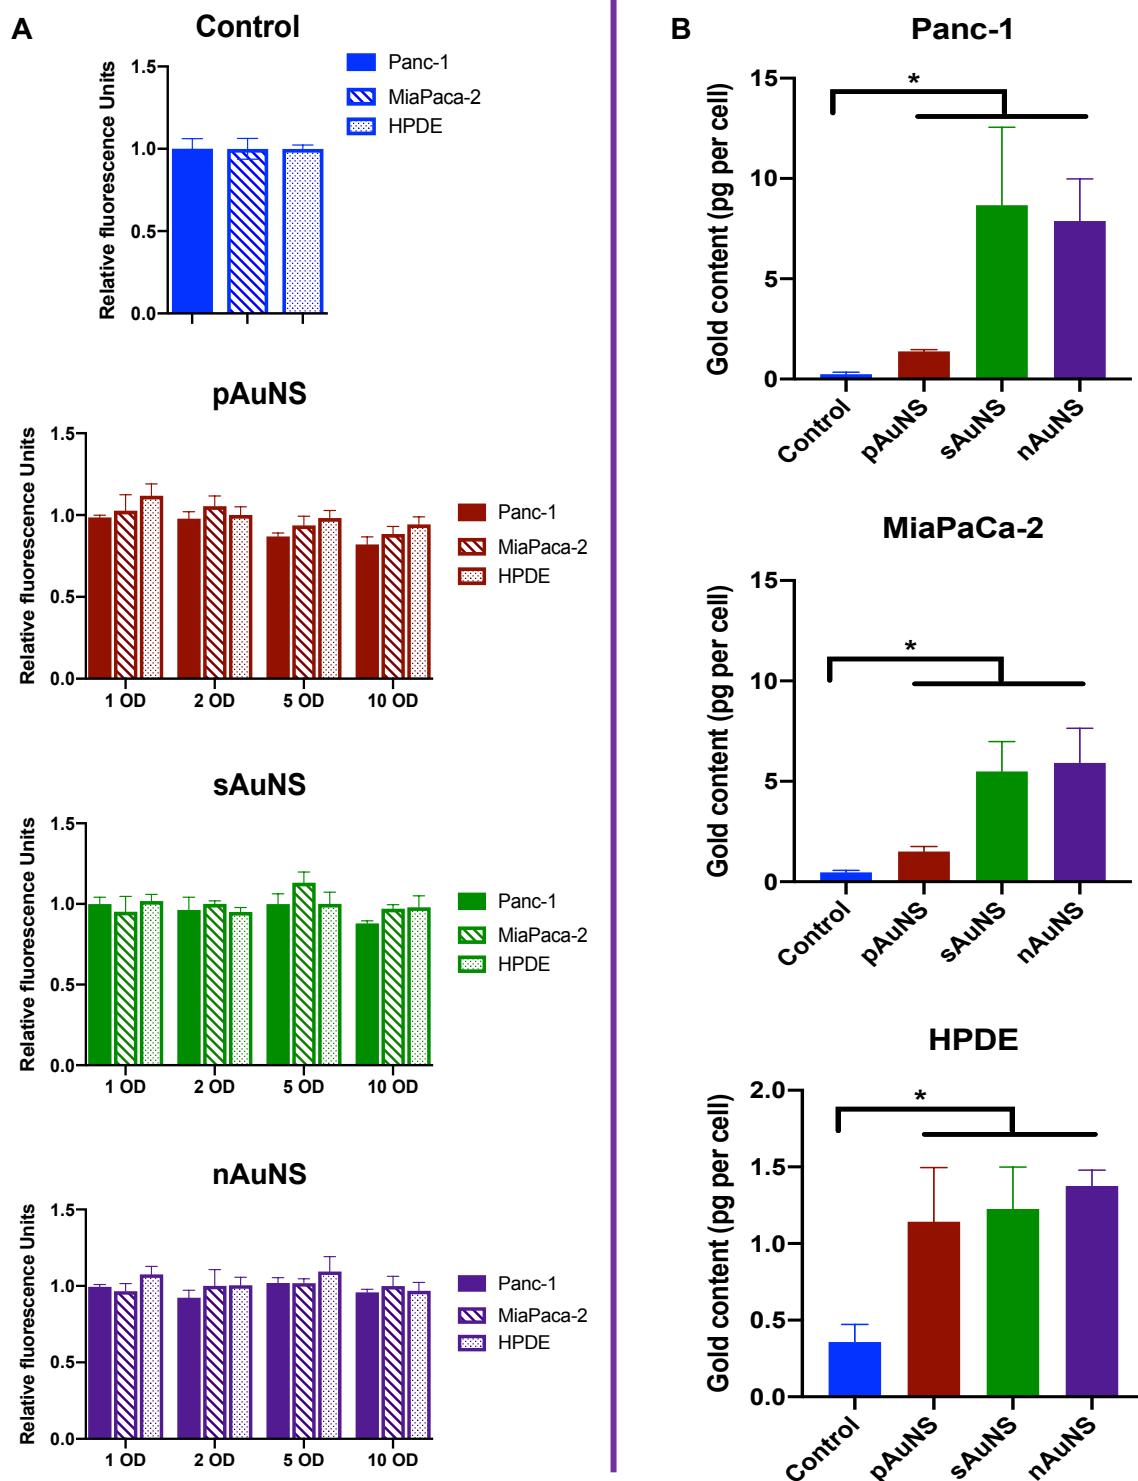 A
Control
Relative fluorescence Units
1.5
1.0
0.5
0.0
Panc-1
MiaPaca-2
HPDE
pAuNS
Relative fluorescence Units
1.5
1.0
0.5
0.0
1 OD 2 OD 5 OD 10 OD
Panc-1
MiaPaca-2
HPDE
sAuNS
Relative fluorescence Units
1.5
1.0
0.5
0.0
1 OD 2 OD 5 OD 10 OD
Panc-1
MiaPaca-2
HPDE
nAuNS
Relative fluorescence Units
1.5
1.0
0.5
0.0
1 OD 2 OD 5 OD 10 OD
Panc-1
MiaPaca-2
HPDE
B
Panc-1
Gold content (pg per cell)
15
10
5
0
*
Control pAuNS sAuNS nAuNS
MiaPaCa-2
Gold content (pg per cell)
15
10
5
0
*
Control pAuNS sAuNS nAuNS
HPDE
Gold content (pg per cell)
2.0
1.5
1.0
0.5
0.0
*
Control pAuNS sAuNS nAuNS